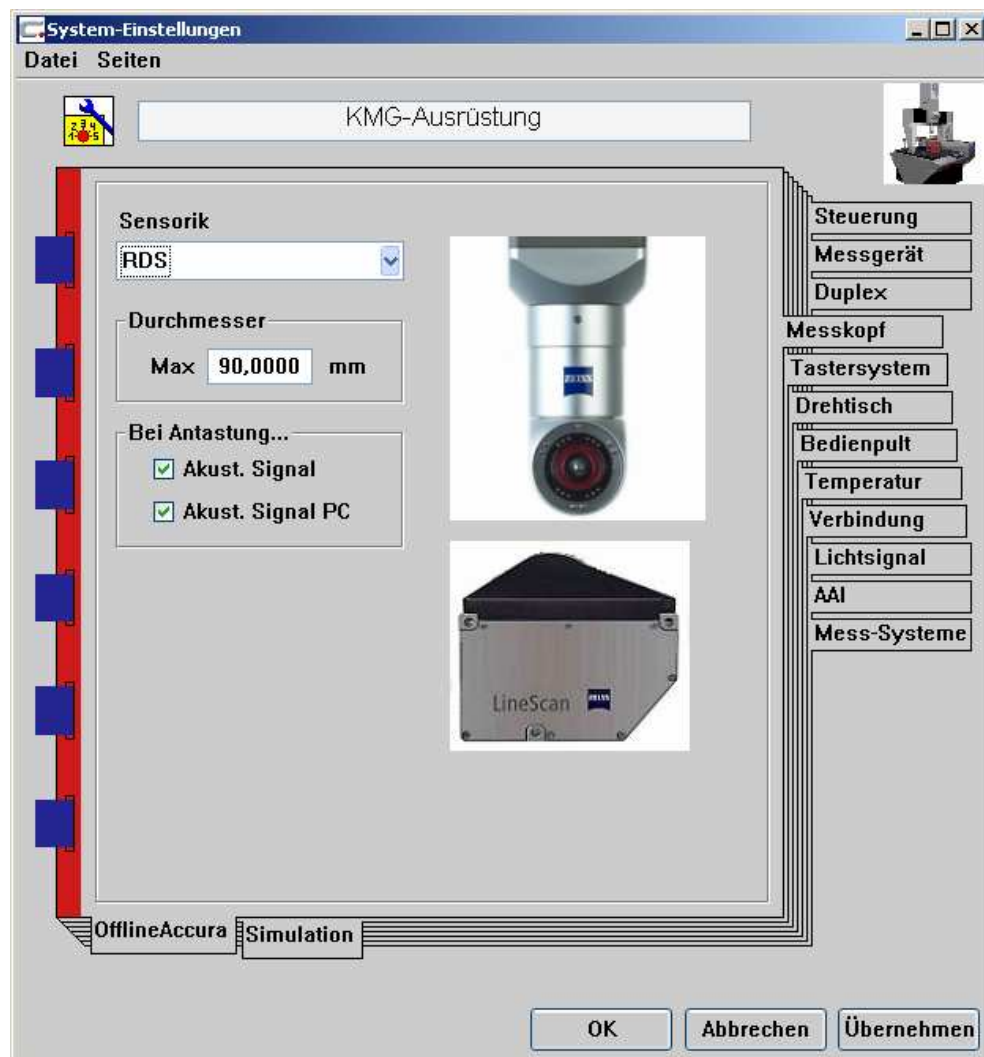 System-Einstellungen
Datei Seiten
KMG-Ausrüstung
Sensorik
RDS
Durchmesser
Max 90,0000 mm
Bei Antastung...
Akust. Signal
Akust. Signal PC
ZEISS
LineScan ZEISS
Steuerung
Messgerät
Duplex
Messkopf
Tastersystem
Drehtisch
Bedienpult
Temperatur
Verbindung
Lichtsignal
AAI
Mess-Systeme
OfflineAccura
Simulation
OK
Abbrechen
Übernehmen